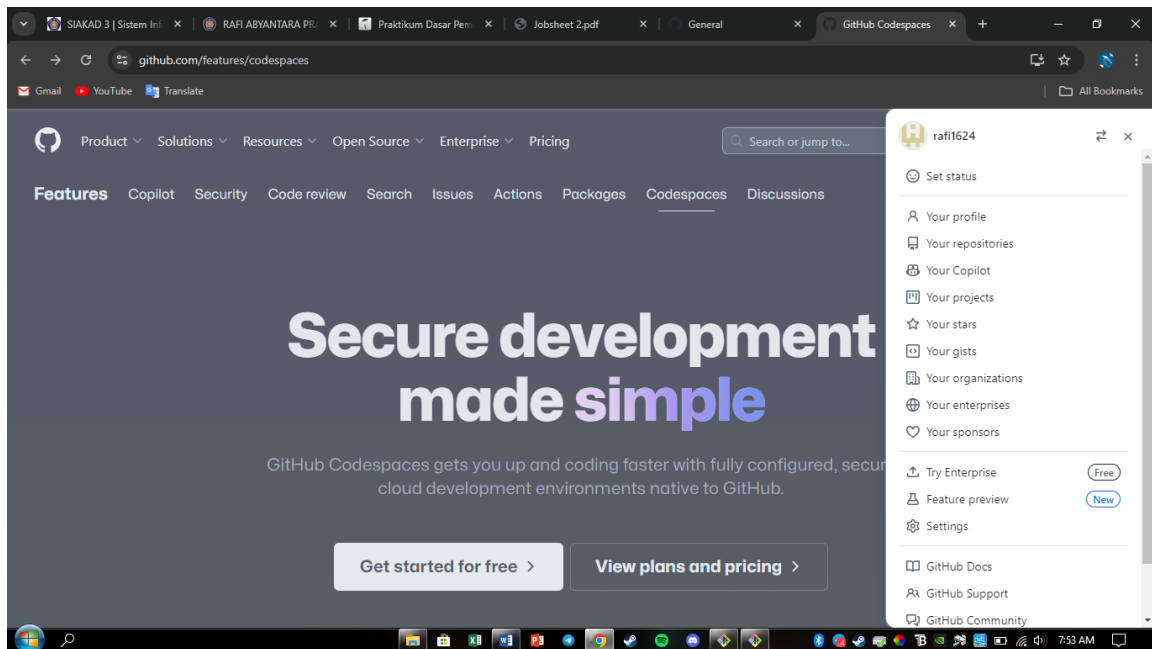 SIAKAD 3 | Sistem Inf
RAFI ABYANTARA PR
Praktikum Dasar Pem
Jobsheet 2.pdf
General
GitHub Codespaces
github.com/features/codespaces
Gmail
YouTube
Translate
All Bookmarks
Product
Solutions
Resources
Open Source
Enterprise
Pricing
Search or jump to...
Features
Copilot
Security
Code review
Search
Issues
Actions
Packages
Codespaces
Discussions
Secure development
made simple
GitHub Codespaces gets you up and coding faster with fully configured, secur
cloud development environments native to GitHub.
Get started for free
View plans and pricing
rafi1624
Set status
Your profile
Your repositories
Your Copilot
Your projects
Your stars
Your gists
Your organizations
Your enterprises
Your sponsors
Try Enterprise
Free
Feature preview
New
Settings
GitHub Docs
GitHub Support
GitHub Community
7:53 AM